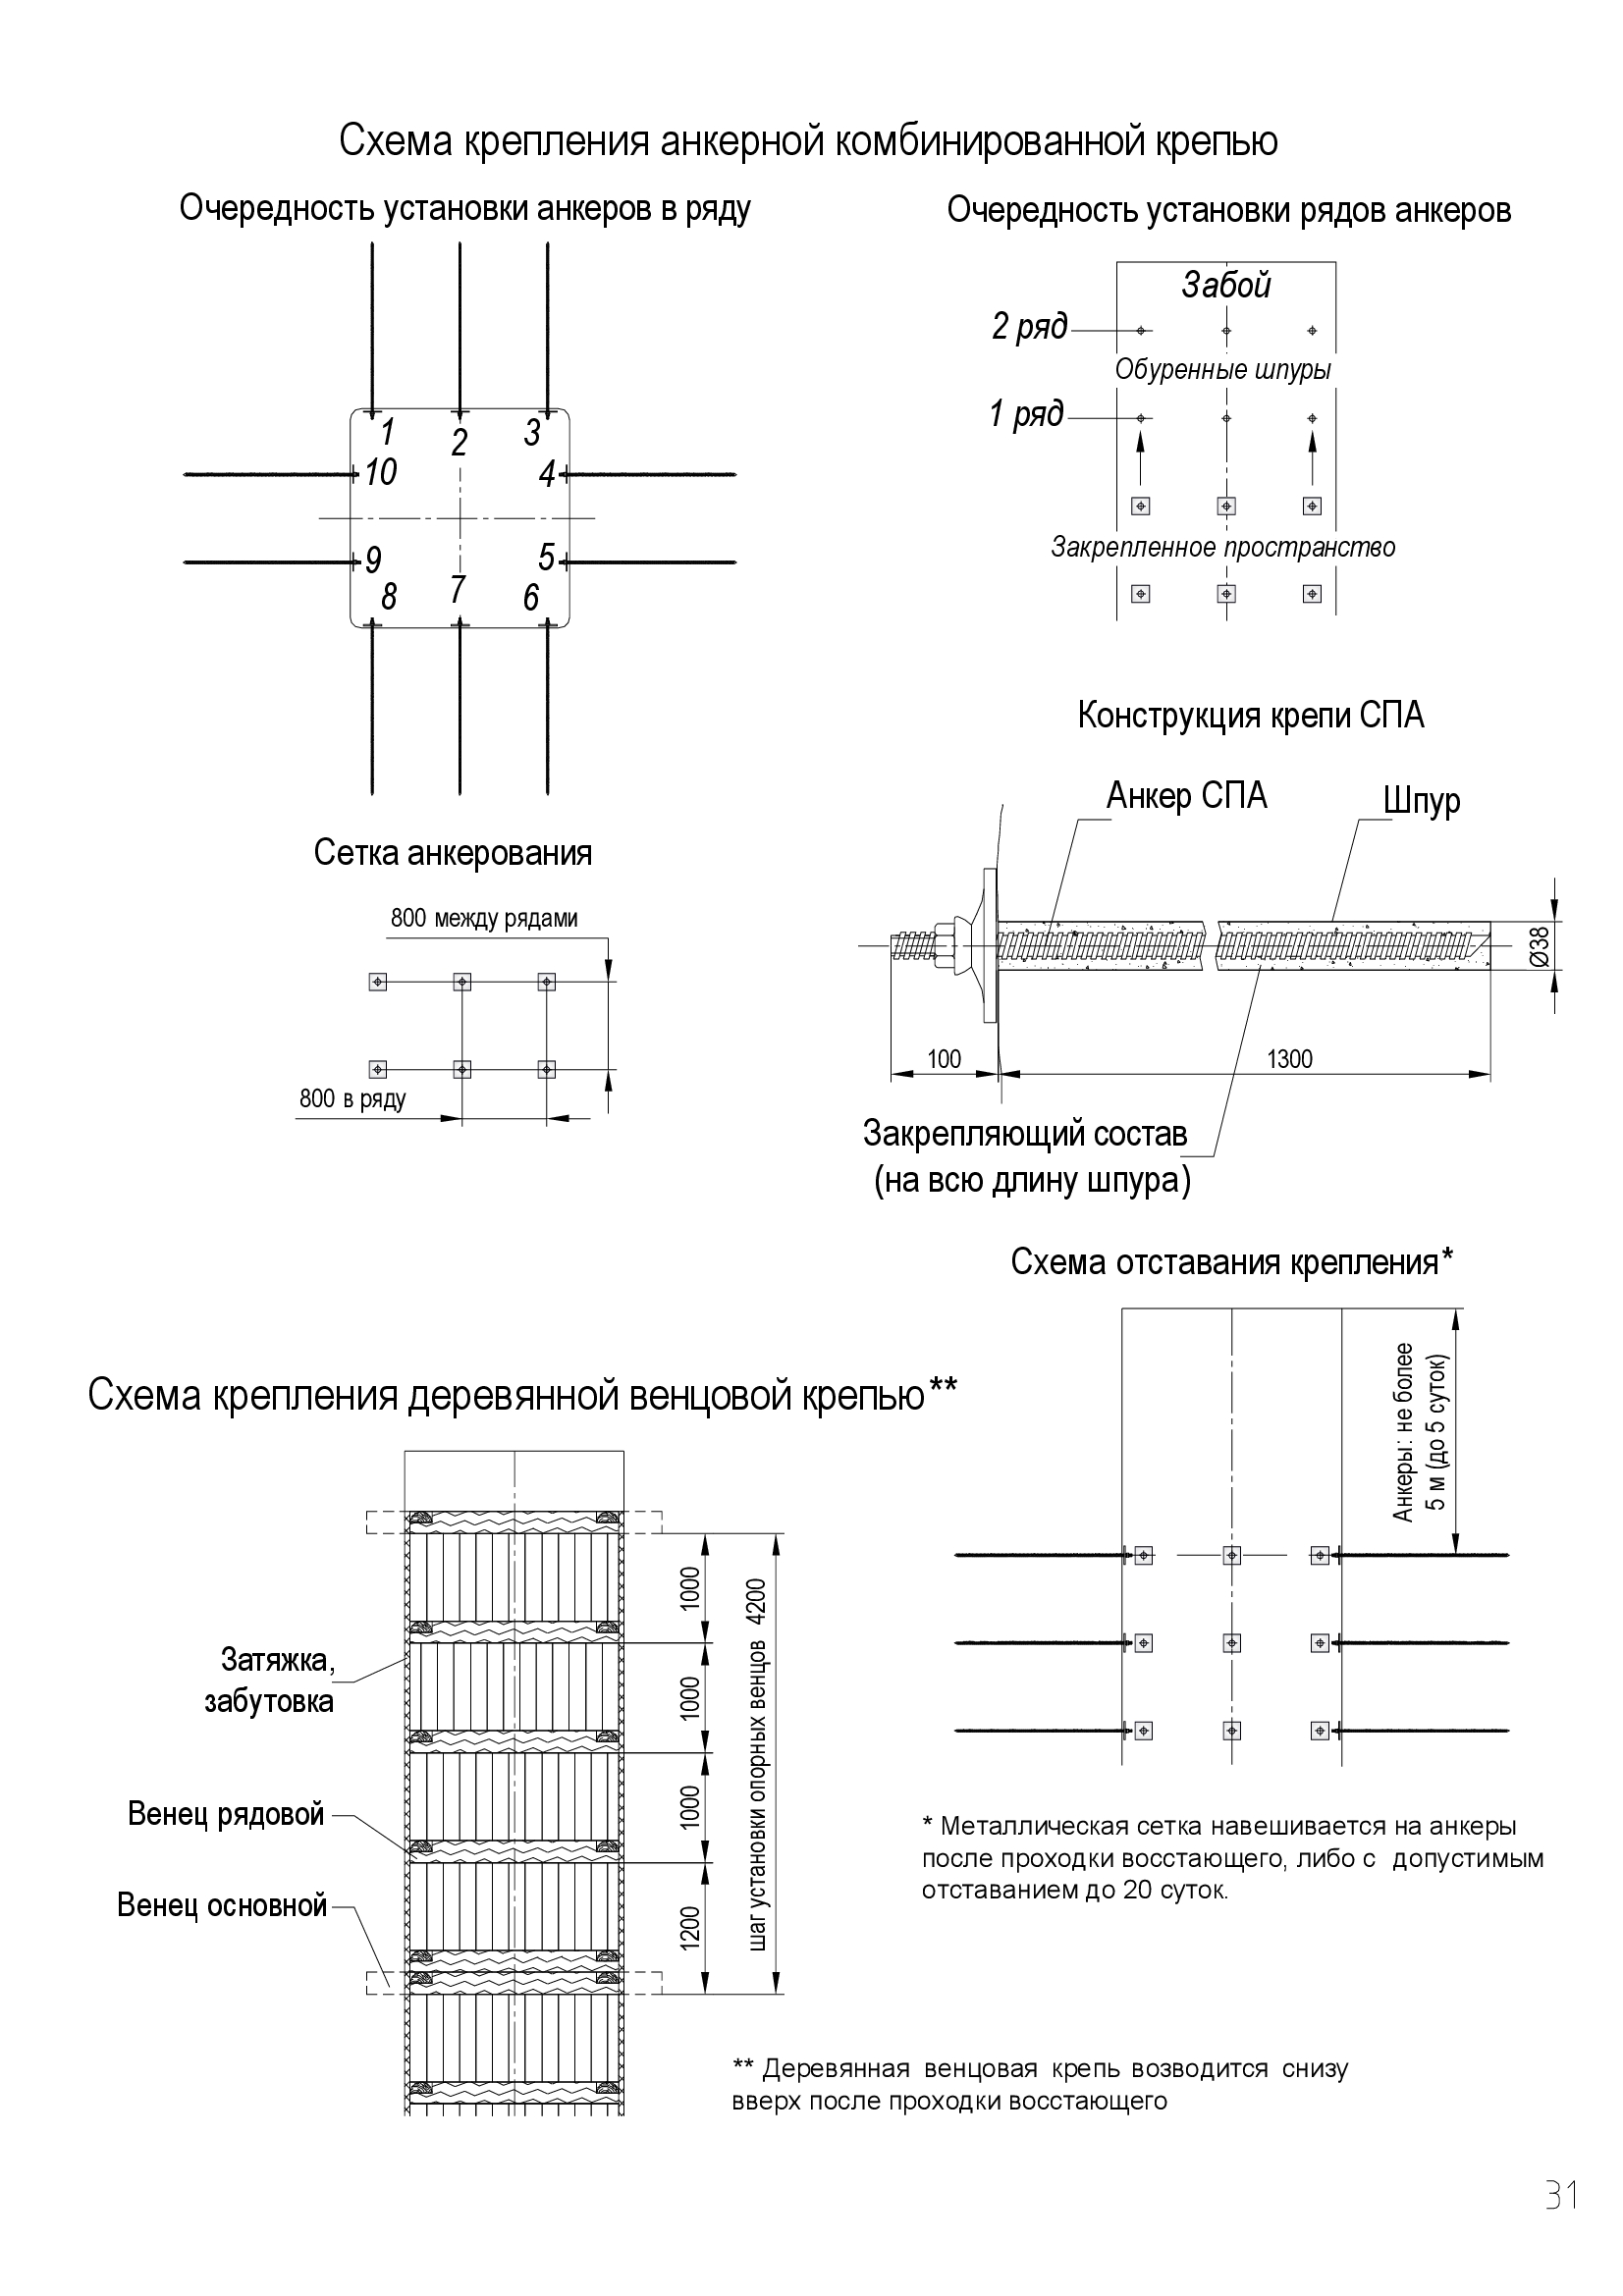 Схема крепления анкерной комбинированной крепью
Очередность установки анкеров в ряду
1
2
3
10
4
9
5
8
7
6
Очередность установки рядов анкеров
Забой
2 ряд
Обуренные шпуры
1 ряд
Закрепленное пространство
Сетка анкерования
800 между рядами
800 в ряду
Конструкция крепи СПА
Анкер СПА
Шпур
Ø38
100
1300
Закрепляющий состав
(на всю длину шпура)
Схема отставания крепления*
Анкеры: не более
5 м (до 5 суток)
* Металлическая сетка навешивается на анкеры
после проходки восстающего, либо с допустимым
отставанием до 20 суток.
Схема крепления деревянной венцовой крепью**
Затяжка,
забутовка
Венец рядовой
Венец основной
1000
1000
1000
1200
шаг установки опорных венцов 4200
** Деревянная венцовая крепь возводится снизу
вверх после проходки восстающего
31